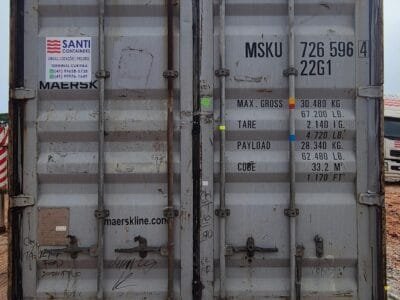 SANTI
CONTAINERS
MAERSK
maerskline.com
MSKU 726 596 4
22G1
MAX. GROSS 30.480 KG.
67.200 LB.
TARE 2.140 KG.
4.720 LB.
PAYLOAD 28.340 KG.
62.480 LB.
CUBE 33.2 M³
1.170 FT³